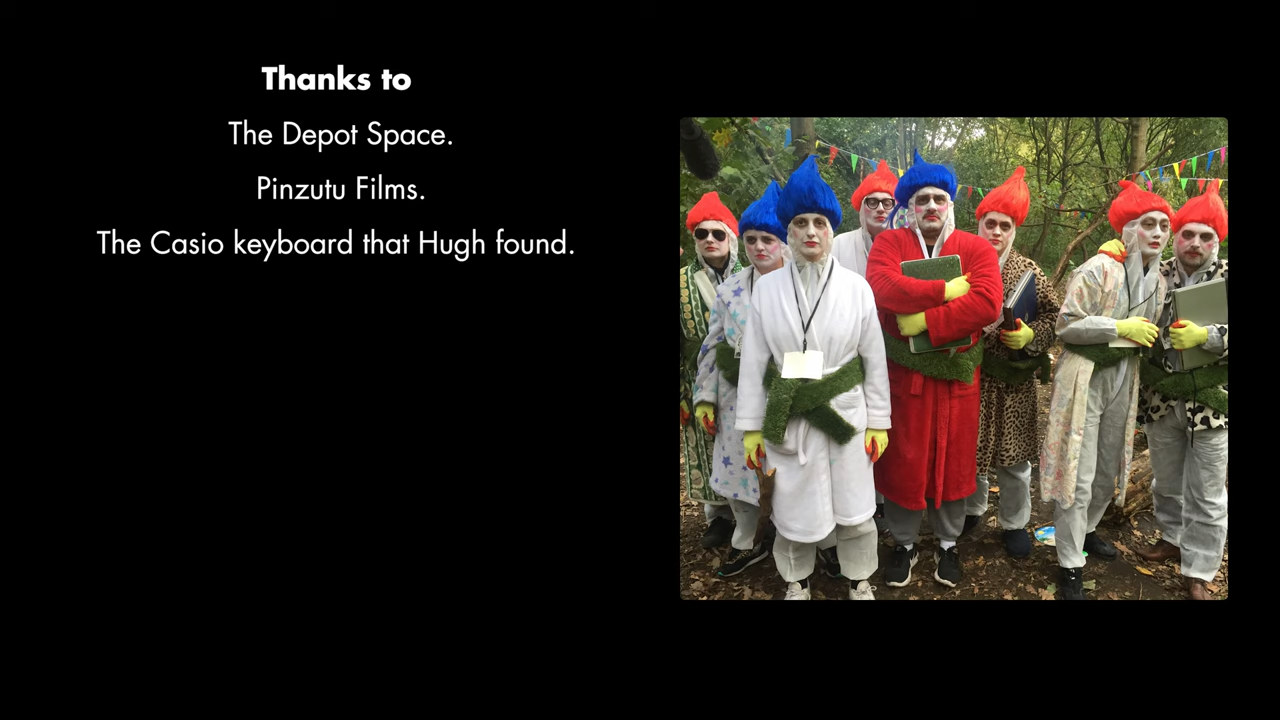 Thanks to
The Depot Space.
Pinzutu Films.
The Casio keyboard that Hugh found.